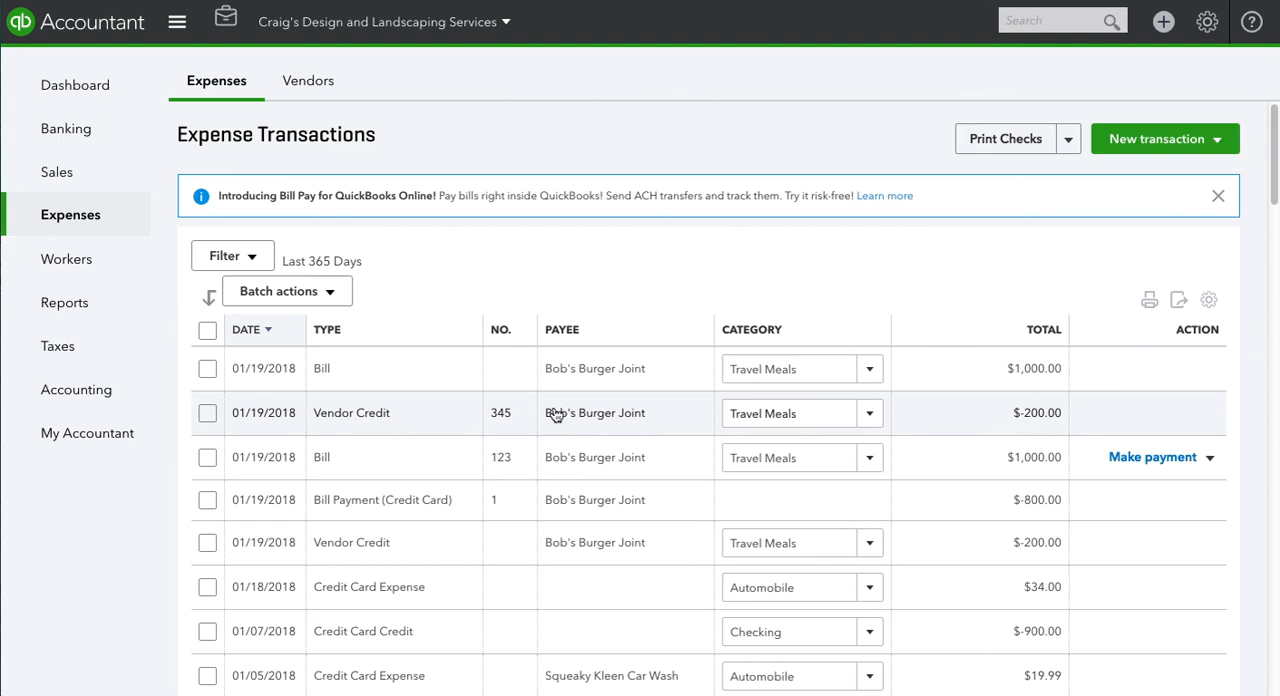 qb Accountant Craig's Design and Landscaping Services Search
Dashboard
Banking
Sales
Expenses
Workers
Reports
Taxes
Accounting
My Accountant
Expenses Vendors
Expense Transactions Print Checks New transaction
Introducing Bill Pay for QuickBooks Online! Pay bills right inside QuickBooks! Send ACH transfers and track them. Try it risk-free! Learn more
Filter Last 365 Days
Batch actions
DATE TYPE NO. PAYEE CATEGORY TOTAL ACTION
01/19/2018 Bill Bob's Burger Joint Travel Meals $1,000.00
01/19/2018 Vendor Credit 345 Bob's Burger Joint Travel Meals $-200.00
01/19/2018 Bill 123 Bob's Burger Joint Travel Meals $1,000.00 Make payment
01/19/2018 Bill Payment (Credit Card) 1 Bob's Burger Joint $-800.00
01/19/2018 Vendor Credit Bob's Burger Joint Travel Meals $-200.00
01/18/2018 Credit Card Expense Automobile $34.00
01/07/2018 Credit Card Credit Checking $-900.00
01/05/2018 Credit Card Expense Squeaky Kleen Car Wash Automobile $19.99